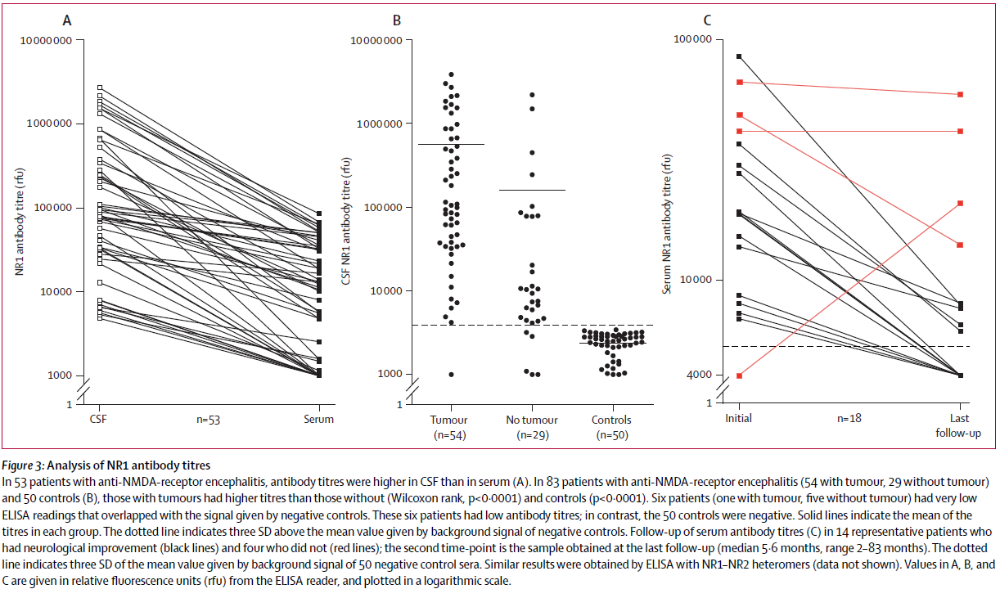 A
B
C
10000000
1000000
100000
10000
1000
1
NR1 antibody titre (rfu)
CSF
n=53
Serum
10000000
1000000
100000
10000
1000
1
CSF NR1 antibody titre (rfu)
Tumour
(n=54)
No tumour
(n=29)
Controls
(n=50)
100000
10000
4000
1
Serum NR1 antibody titre (rfu)
Initial
n=18
Last
follow-up
Figure 3: Analysis of NR1 antibody titres
In 53 patients with anti-NMDA-receptor encephalitis, antibody titres were higher in CSF than in serum (A). In 83 patients with anti-NMDA-receptor encephalitis (54 with tumour, 29 without tumour)
and 50 controls (B), those with tumours had higher titres than those without (Wilcoxon rank, p<0·0001) and controls (p<0·0001). Six patients (one with tumour, five without tumour) had very low
ELISA readings that overlapped with the signal given by negative controls. These six patients had low antibody titres; in contrast, the 50 controls were negative. Solid lines indicate the mean of the
titres in each group. The dotted line indicates three SD above the mean value given by background signal of negative controls. Follow-up of serum antibody titres (C) in 14 representative patients who
had neurological improvement (black lines) and four who did not (red lines); the second time-point is the sample obtained at the last follow-up (median 5·6 months, range 2–83 months). The dotted
line indicates three SD of the mean value given by background signal of 50 negative control sera. Similar results were obtained by ELISA with NR1–NR2 heteromers (data not shown). Values in A, B, and
C are given in relative fluorescence units (rfu) from the ELISA reader, and plotted in a logarithmic scale.